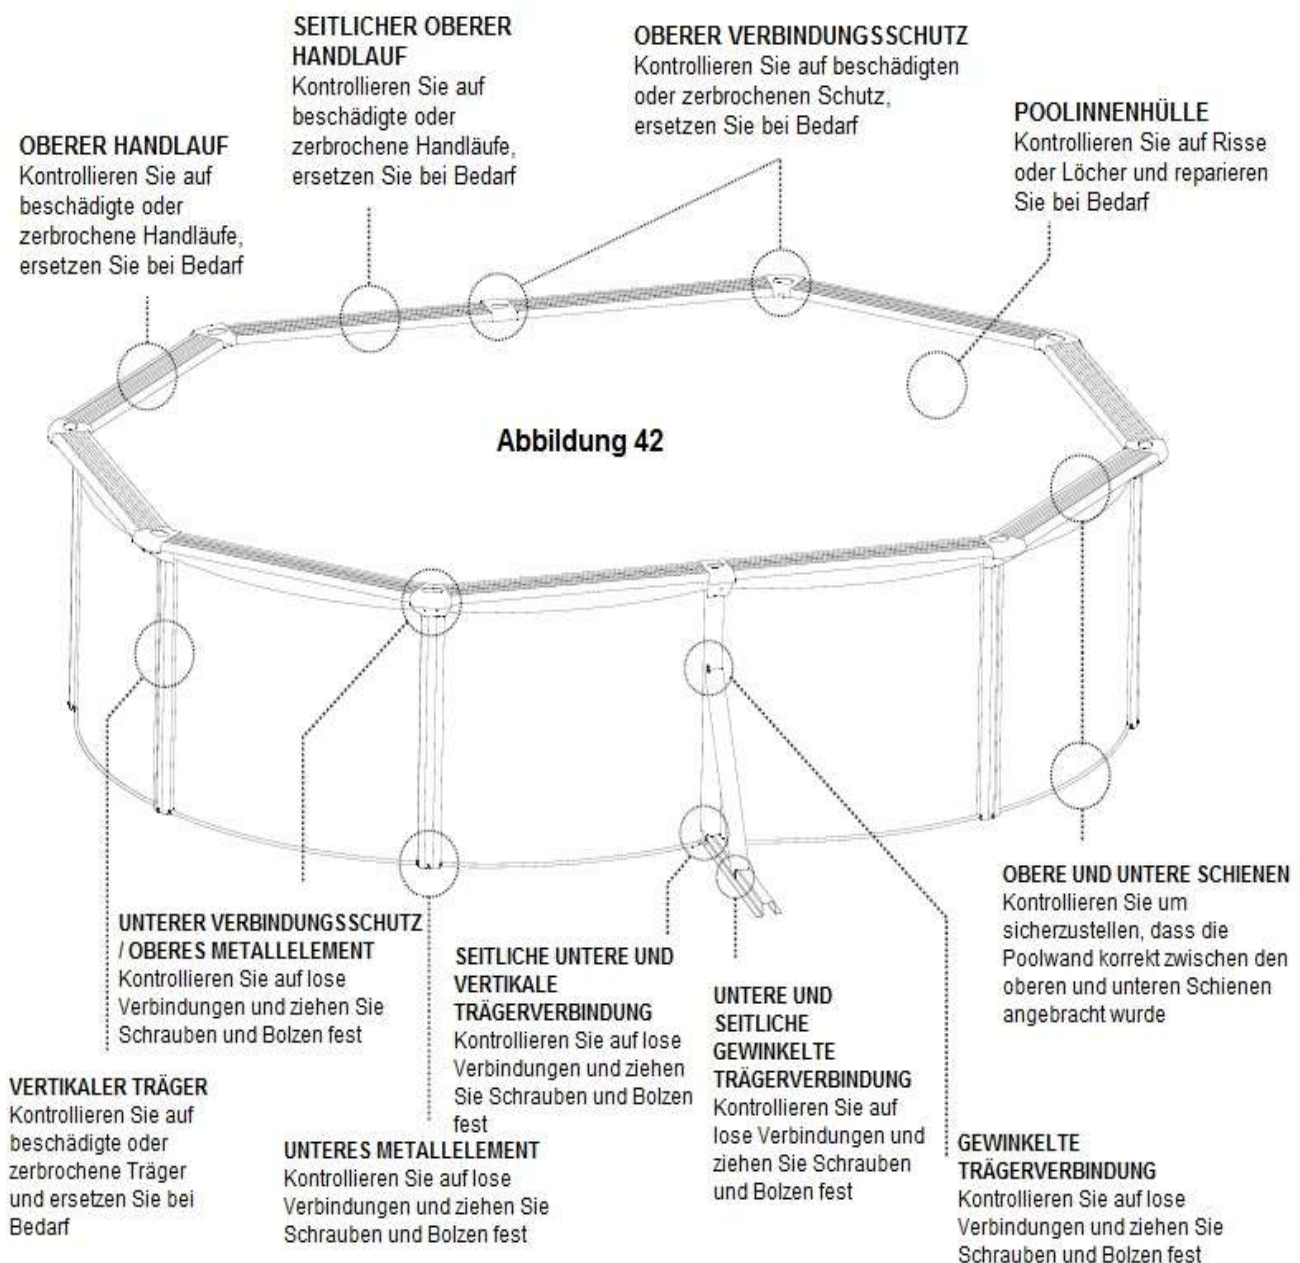 SEITLICHER OBERER
HANDLAUF
Kontrollieren Sie auf
beschädigte oder
zerbrochene Handläufe,
ersetzen Sie bei Bedarf
OBERER VERBINDUNGSSCHUTZ
Kontrollieren Sie auf beschädigten
oder zerbrochenen Schutz,
ersetzen Sie bei Bedarf
POOLINNENHÜLLE
Kontrollieren Sie auf Risse
oder Löcher und reparieren
Sie bei Bedarf
OBERER HANDLAUF
Kontrollieren Sie auf
beschädigte oder
zerbrochene Handläufe,
ersetzen Sie bei Bedarf
Abbildung 42
OBERE UND UNTERE SCHIENEN
Kontrollieren Sie um
sicherzustellen, dass die
Poolwand korrekt zwischen den
oberen und unteren Schienen
angebracht wurde
UNTERER VERBINDUNGSSCHUTZ
/ OBERES METALLELEMENT
Kontrollieren Sie auf lose
Verbindungen und ziehen Sie
Schrauben und Bolzen fest
SEITLICHE UNTERE UND
VERTIKALE
TRÄGERVERBINDUNG
Kontrollieren Sie auf lose
Verbindungen und ziehen
Sie Schrauben und Bolzen
fest
UNTERE UND
SEITLICHE
GEWINKELTE
TRÄGERVERBINDUNG
Kontrollieren Sie auf
lose Verbindungen und
ziehen Sie Schrauben
und Bolzen fest
VERTIKALER TRÄGER
Kontrollieren Sie auf
beschädigte oder
zerbrochene Träger
und ersetzen Sie bei
Bedarf
UNTERES METALLELEMENT
Kontrollieren Sie auf lose
Verbindungen und ziehen Sie
Schrauben und Bolzen fest
GEWINKELTE
TRÄGERVERBINDUNG
Kontrollieren Sie auf lose
Verbindungen und ziehen Sie
Schrauben und Bolzen fest